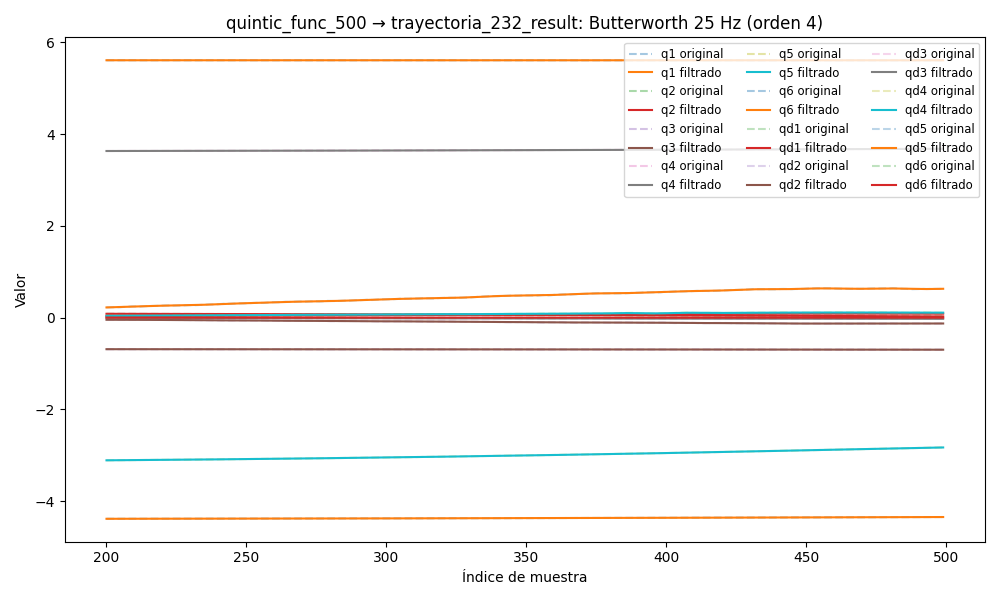 quintic_func_500 → trayectoria_232_result: Butterworth 25 Hz (orden 4)
6
4
2
0
−2
−4
Valor
q1 original
q1 filtrado
q2 original
q2 filtrado
q3 original
q3 filtrado
q4 original
q4 filtrado
q5 original
q5 filtrado
q6 original
q6 filtrado
qd1 original
qd1 filtrado
qd2 original
qd2 filtrado
qd3 original
qd3 filtrado
qd4 original
qd4 filtrado
qd5 original
qd5 filtrado
qd6 original
qd6 filtrado
200 250 300 350 400 450 500
Índice de muestra